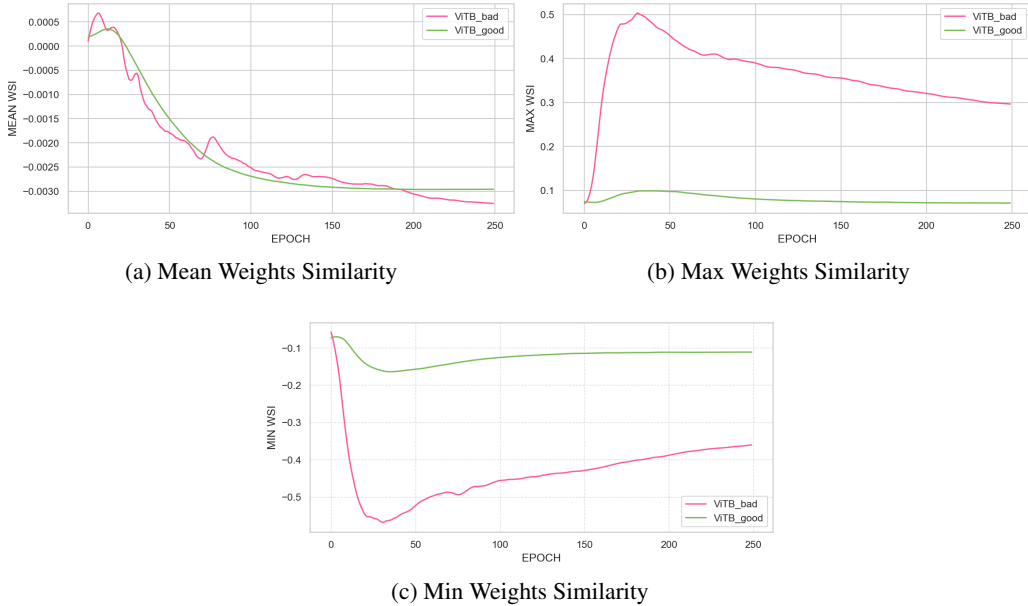 0.0005
0.0000
−0.0005
−0.0010
−0.0015
−0.0020
−0.0025
−0.0030
MEAN WSI
0 50 100 150 200 250
EPOCH
ViTB_bad
ViTB_good
(a) Mean Weights Similarity
0.5
0.4
0.3
0.2
0.1
MAX WSI
0 50 100 150 200 250
EPOCH
ViTB_bad
ViTB_good
(b) Max Weights Similarity
−0.1
−0.2
−0.3
−0.4
−0.5
MIN WSI
0 50 100 150 200 250
EPOCH
ViTB_bad
ViTB_good
(c) Min Weights Similarity